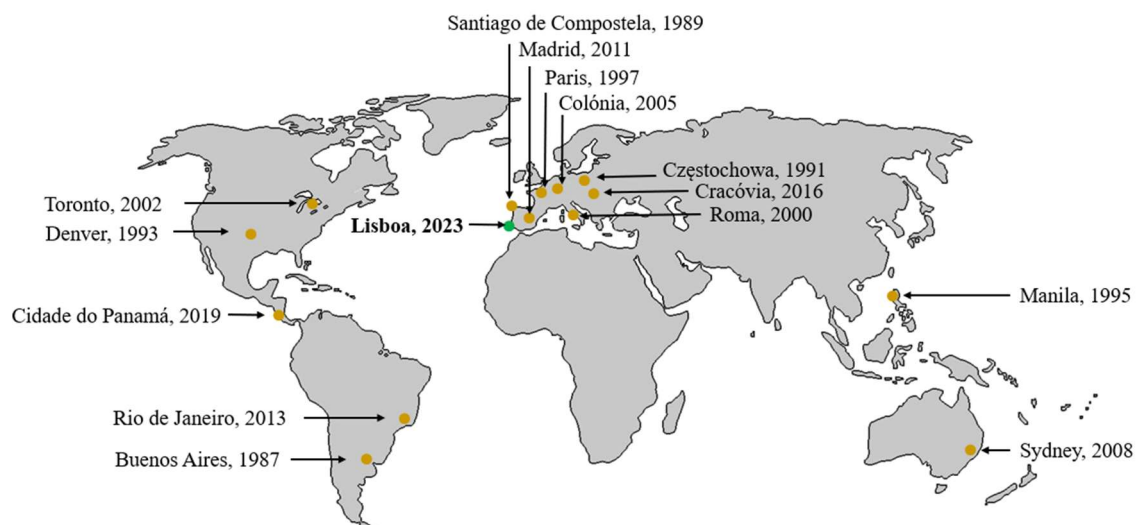 Santiago de Compostela, 1989
Madrid, 2011
Paris, 1997
Colónia, 2005
Częstochowa, 1991
Cracóvia, 2016
Roma, 2000
Toronto, 2002
Denver, 1993
Lisboa, 2023
Cidade do Panamá, 2019
Manila, 1995
Rio de Janeiro, 2013
Buenos Aires, 1987
Sydney, 2008